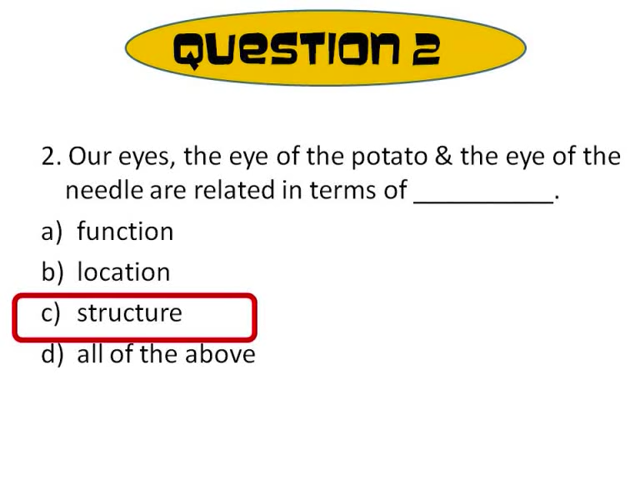 QUESTION 2
2. Our eyes, the eye of the potato & the eye of the
needle are related in terms of __________.
a) function
b) location
c) structure
d) all of the above